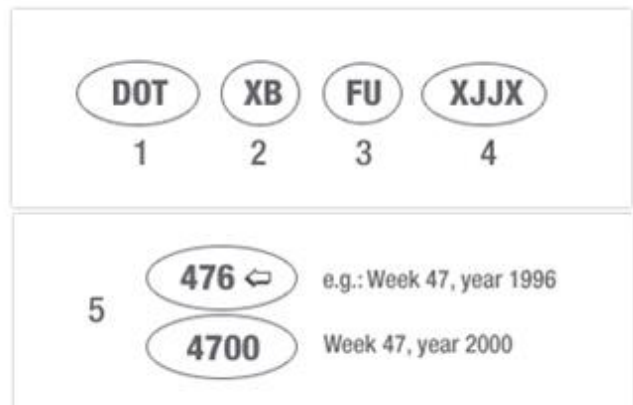 DOT XB FU XJJX
1 2 3 4
5
476 ⇦ e.g.: Week 47, year 1996
4700 Week 47, year 2000